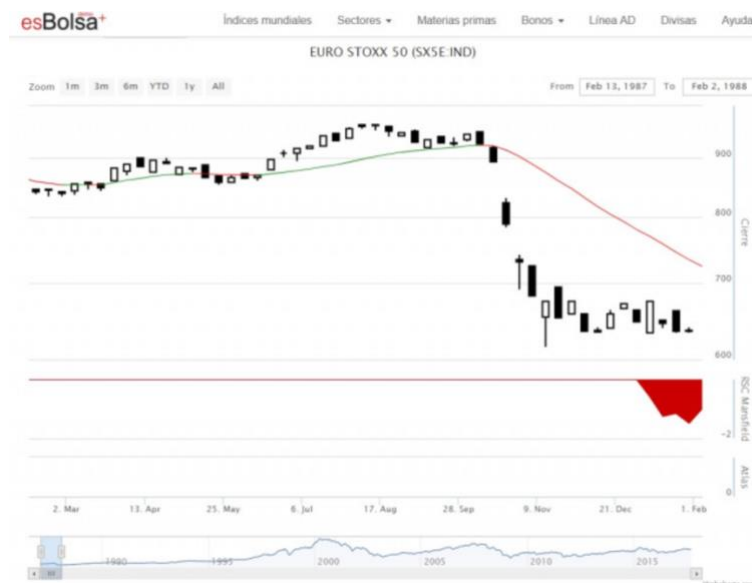 esBolsa+
Índices mundiales Sectores Materias primas Bonos Línea AD Divisas Ayuda
EURO STOXX 50 (SX5E:IND)
Zoom 1m 3m 6m YTD 1y All From Feb 13, 1987 To Feb 2, 1988
900
800
Cierre
700
600
RSC Mansfield
-2
Atlas
0
2. Mar 13. Apr 25. May 6. Jul 17. Aug 28. Sep 9. Nov 21. Dec 1. Feb
1990 1995 2000 2005 2010 2015